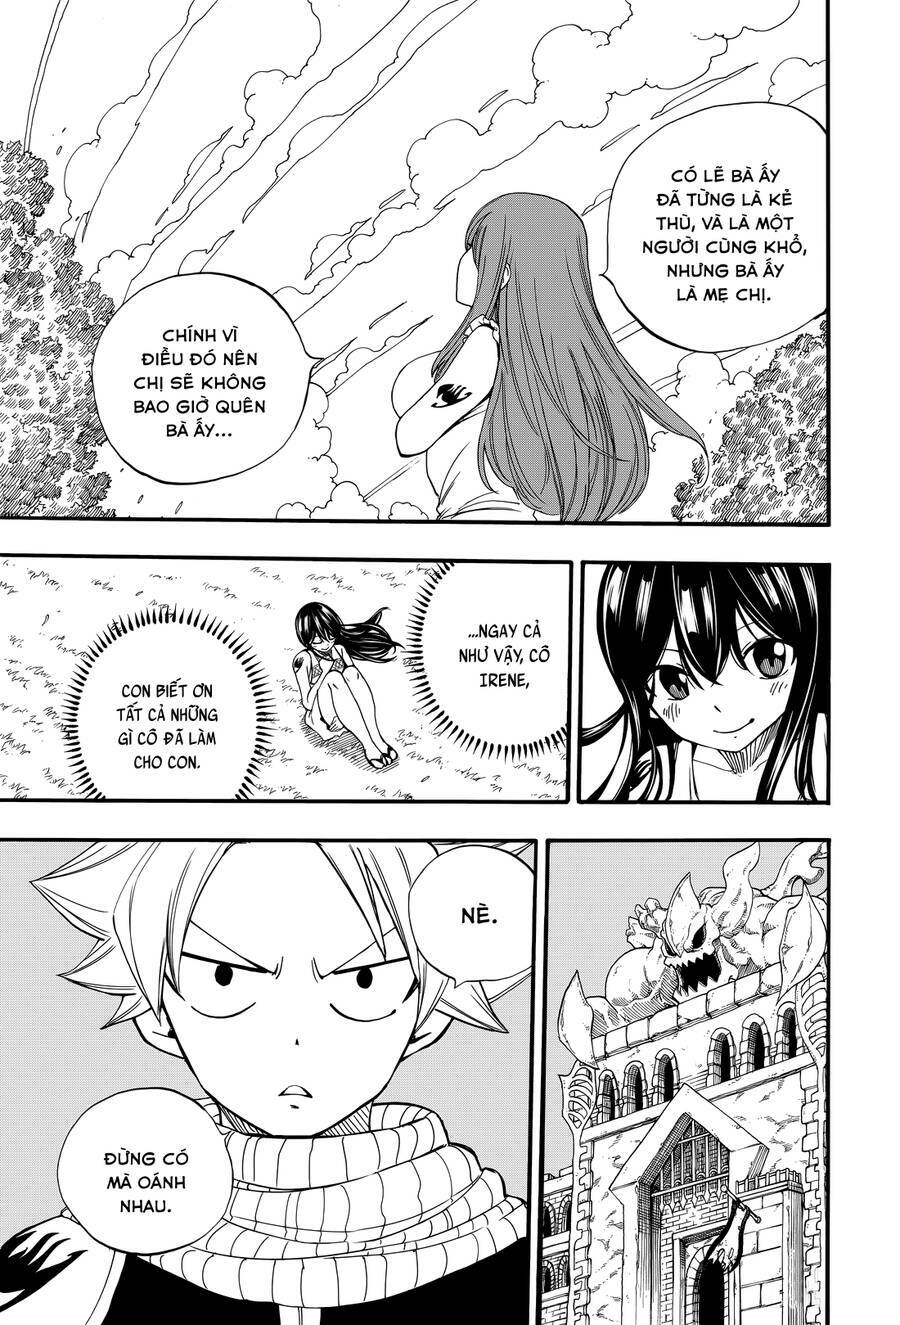 CÓ LẼ BÀ ẤY
ĐÃ TỪNG LÀ KẺ
THÙ, VÀ LÀ MỘT
NGƯỜI CÙNG KHỔ,
NHƯNG BÀ ẤY
LÀ MẸ CHỊ.
CHÍNH VÌ
ĐIỀU ĐÓ NÊN
CHỊ SẼ KHÔNG
BAO GIỜ QUÊN
BÀ ẤY...
...NGAY CẢ
NHƯ VẬY, CÔ
IRENE,
CON BIẾT ƠN
TẤT CẢ NHỮNG
GÌ CÔ ĐÃ LÀM
CHO CON.
NÈ.
ĐỪNG CÓ
MÀ OÁNH
NHAU.